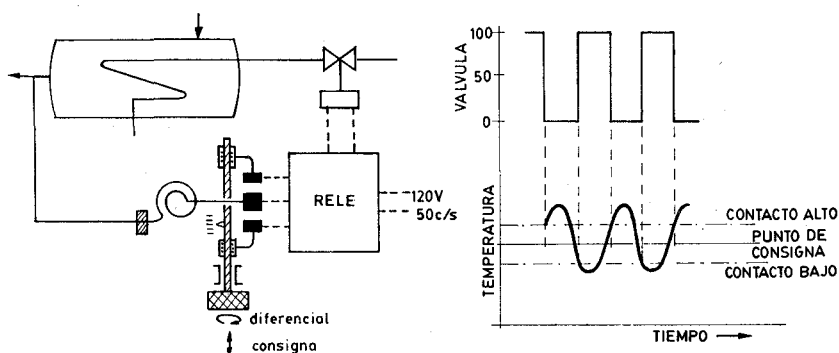 RELE
120V
50c/s
diferencial
consigna
VALVULA
100
50
0
TEMPERATURA
CONTACTO ALTO
PUNTO DE
CONSIGNA
CONTACTO BAJO
TIEMPO